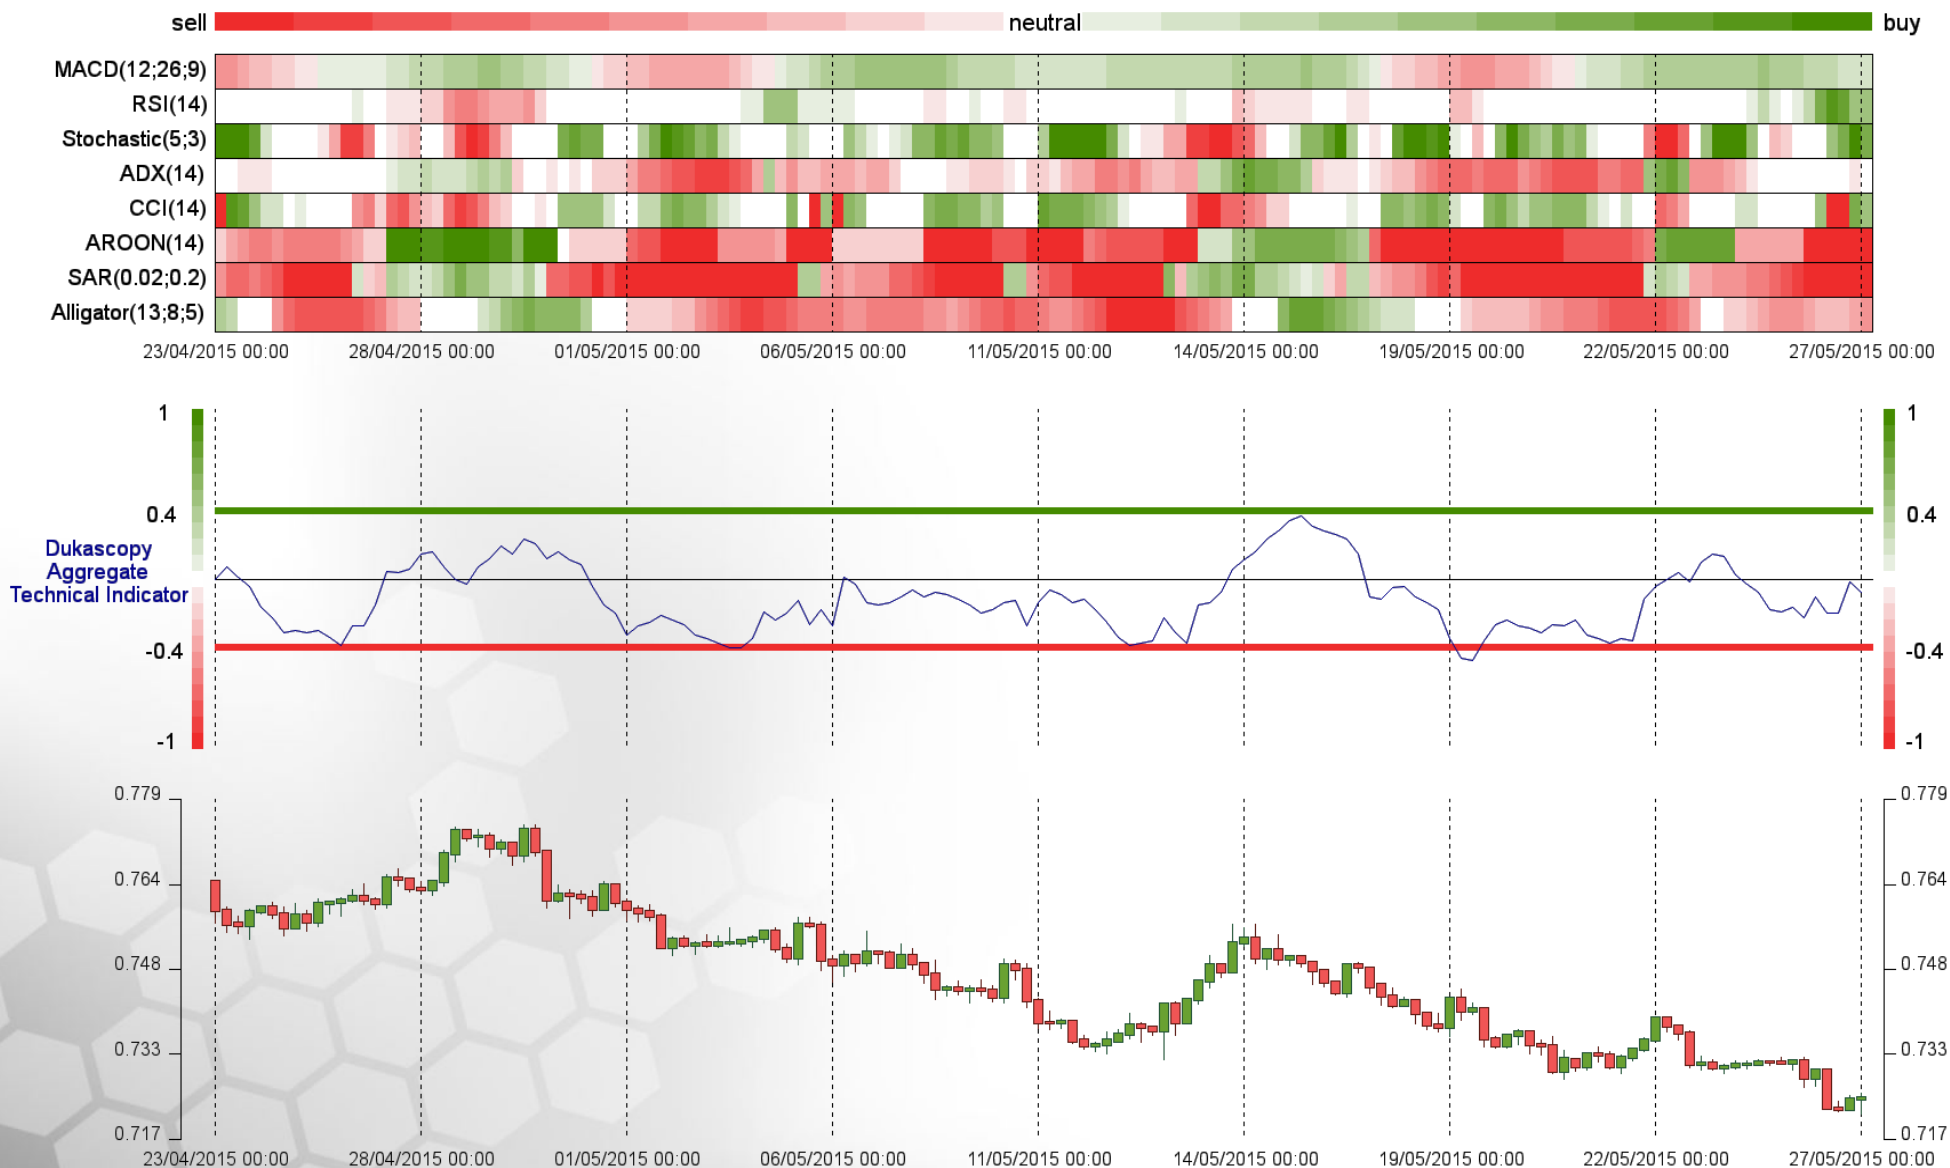 sell neutral buy
MACD(12;26;9)
RSI(14)
Stochastic(5;3)
ADX(14)
CCI(14)
AROON(14)
SAR(0.02;0.2)
Alligator(13;8;5)
23/04/2015 00:00 28/04/2015 00:00 01/05/2015 00:00 06/05/2015 00:00 11/05/2015 00:00 14/05/2015 00:00 19/05/2015 00:00 22/05/2015 00:00 27/05/2015 00:00
1 1
0.4 0.4
Dukascopy
Aggregate
Technical Indicator
-0.4 -0.4
-1 -1
0.779 0.779
0.764 0.764
0.748 0.748
0.733 0.733
0.717 0.717
23/04/2015 00:00 28/04/2015 00:00 01/05/2015 00:00 06/05/2015 00:00 11/05/2015 00:00 14/05/2015 00:00 19/05/2015 00:00 22/05/2015 00:00 27/05/2015 00:00